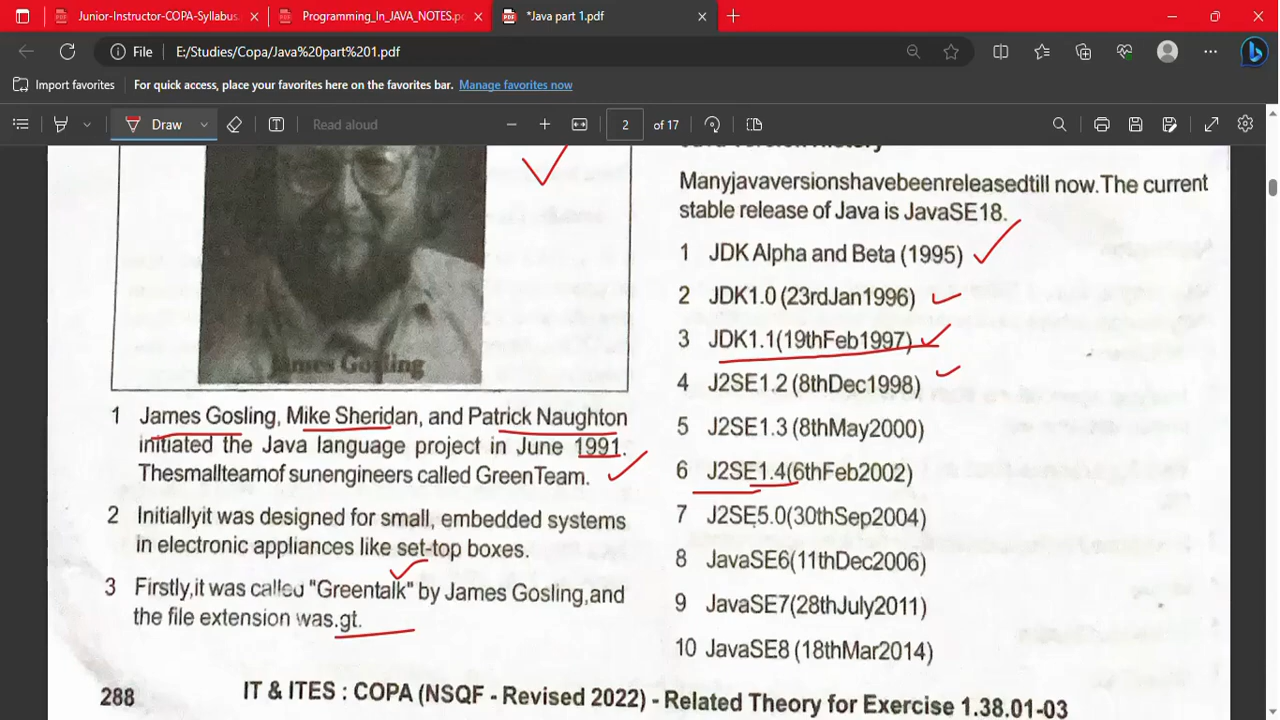 Junior-Instructor-COPA-Syllabus.
Programming_In_JAVA_NOTES.p
*Java part 1.pdf
File
E:/Studies/Copa/Java%20part%201.pdf
Import favorites
For quick access, place your favorites here on the favorites bar. Manage favorites now
Draw
Read aloud
2 of 17
James Gosling
1 James Gosling, Mike Sheridan, and Patrick Naughton
initiated the Java language project in June 1991.
Thesmallteamof sunengineers called GreenTeam.
2 Initiallyit was designed for small, embedded systems
in electronic appliances like set-top boxes.
3 Firstly,it was called "Greentalk" by James Gosling,and
the file extension was.gt.
Java Version History
Manyjavaversionshavebeenreleasedtill now.The current
stable release of Java is JavaSE18.
1 JDK Alpha and Beta (1995)
2 JDK1.0 (23rdJan1996)
3 JDK1.1(19thFeb1997)
4 J2SE1.2 (8thDec1998)
5 J2SE1.3 (8thMay2000)
6 J2SE1.4(6thFeb2002)
7 J2SE5.0(30thSep2004)
8 JavaSE6(11thDec2006)
9 JavaSE7(28thJuly2011)
10 JavaSE8 (18thMar2014)
288
IT & ITES : COPA (NSQF - Revised 2022) - Related Theory for Exercise 1.38.01-03